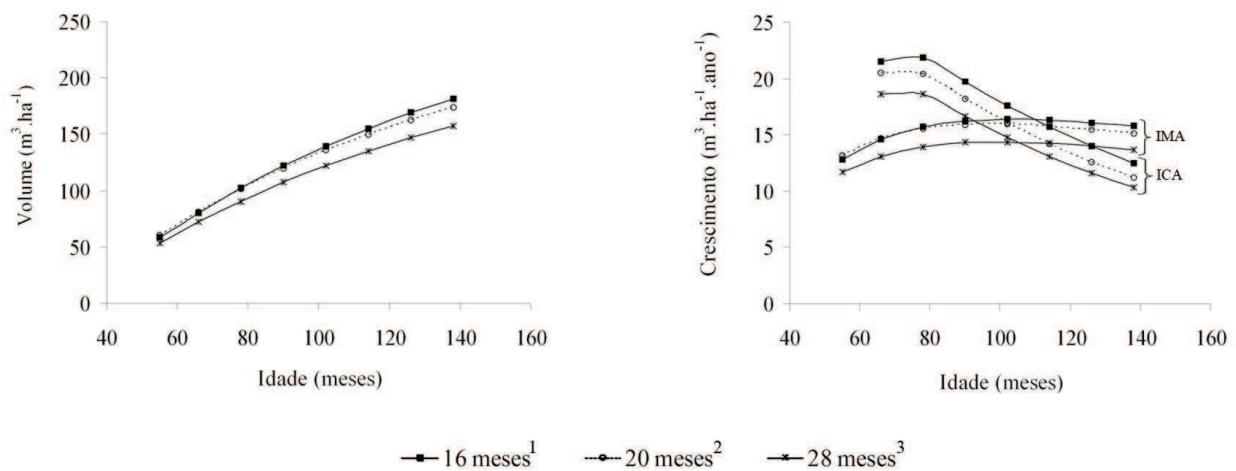 Volume (m³.ha⁻¹)
250
200
150
100
50
0
40 60 80 100 120 140 160
Idade (meses)
Crescimento (m³.ha⁻¹.ano⁻¹)
25
20
15
10
5
0
IMA
ICA
40 60 80 100 120 140 160
Idade (meses)
16 meses¹ 20 meses² 28 meses³